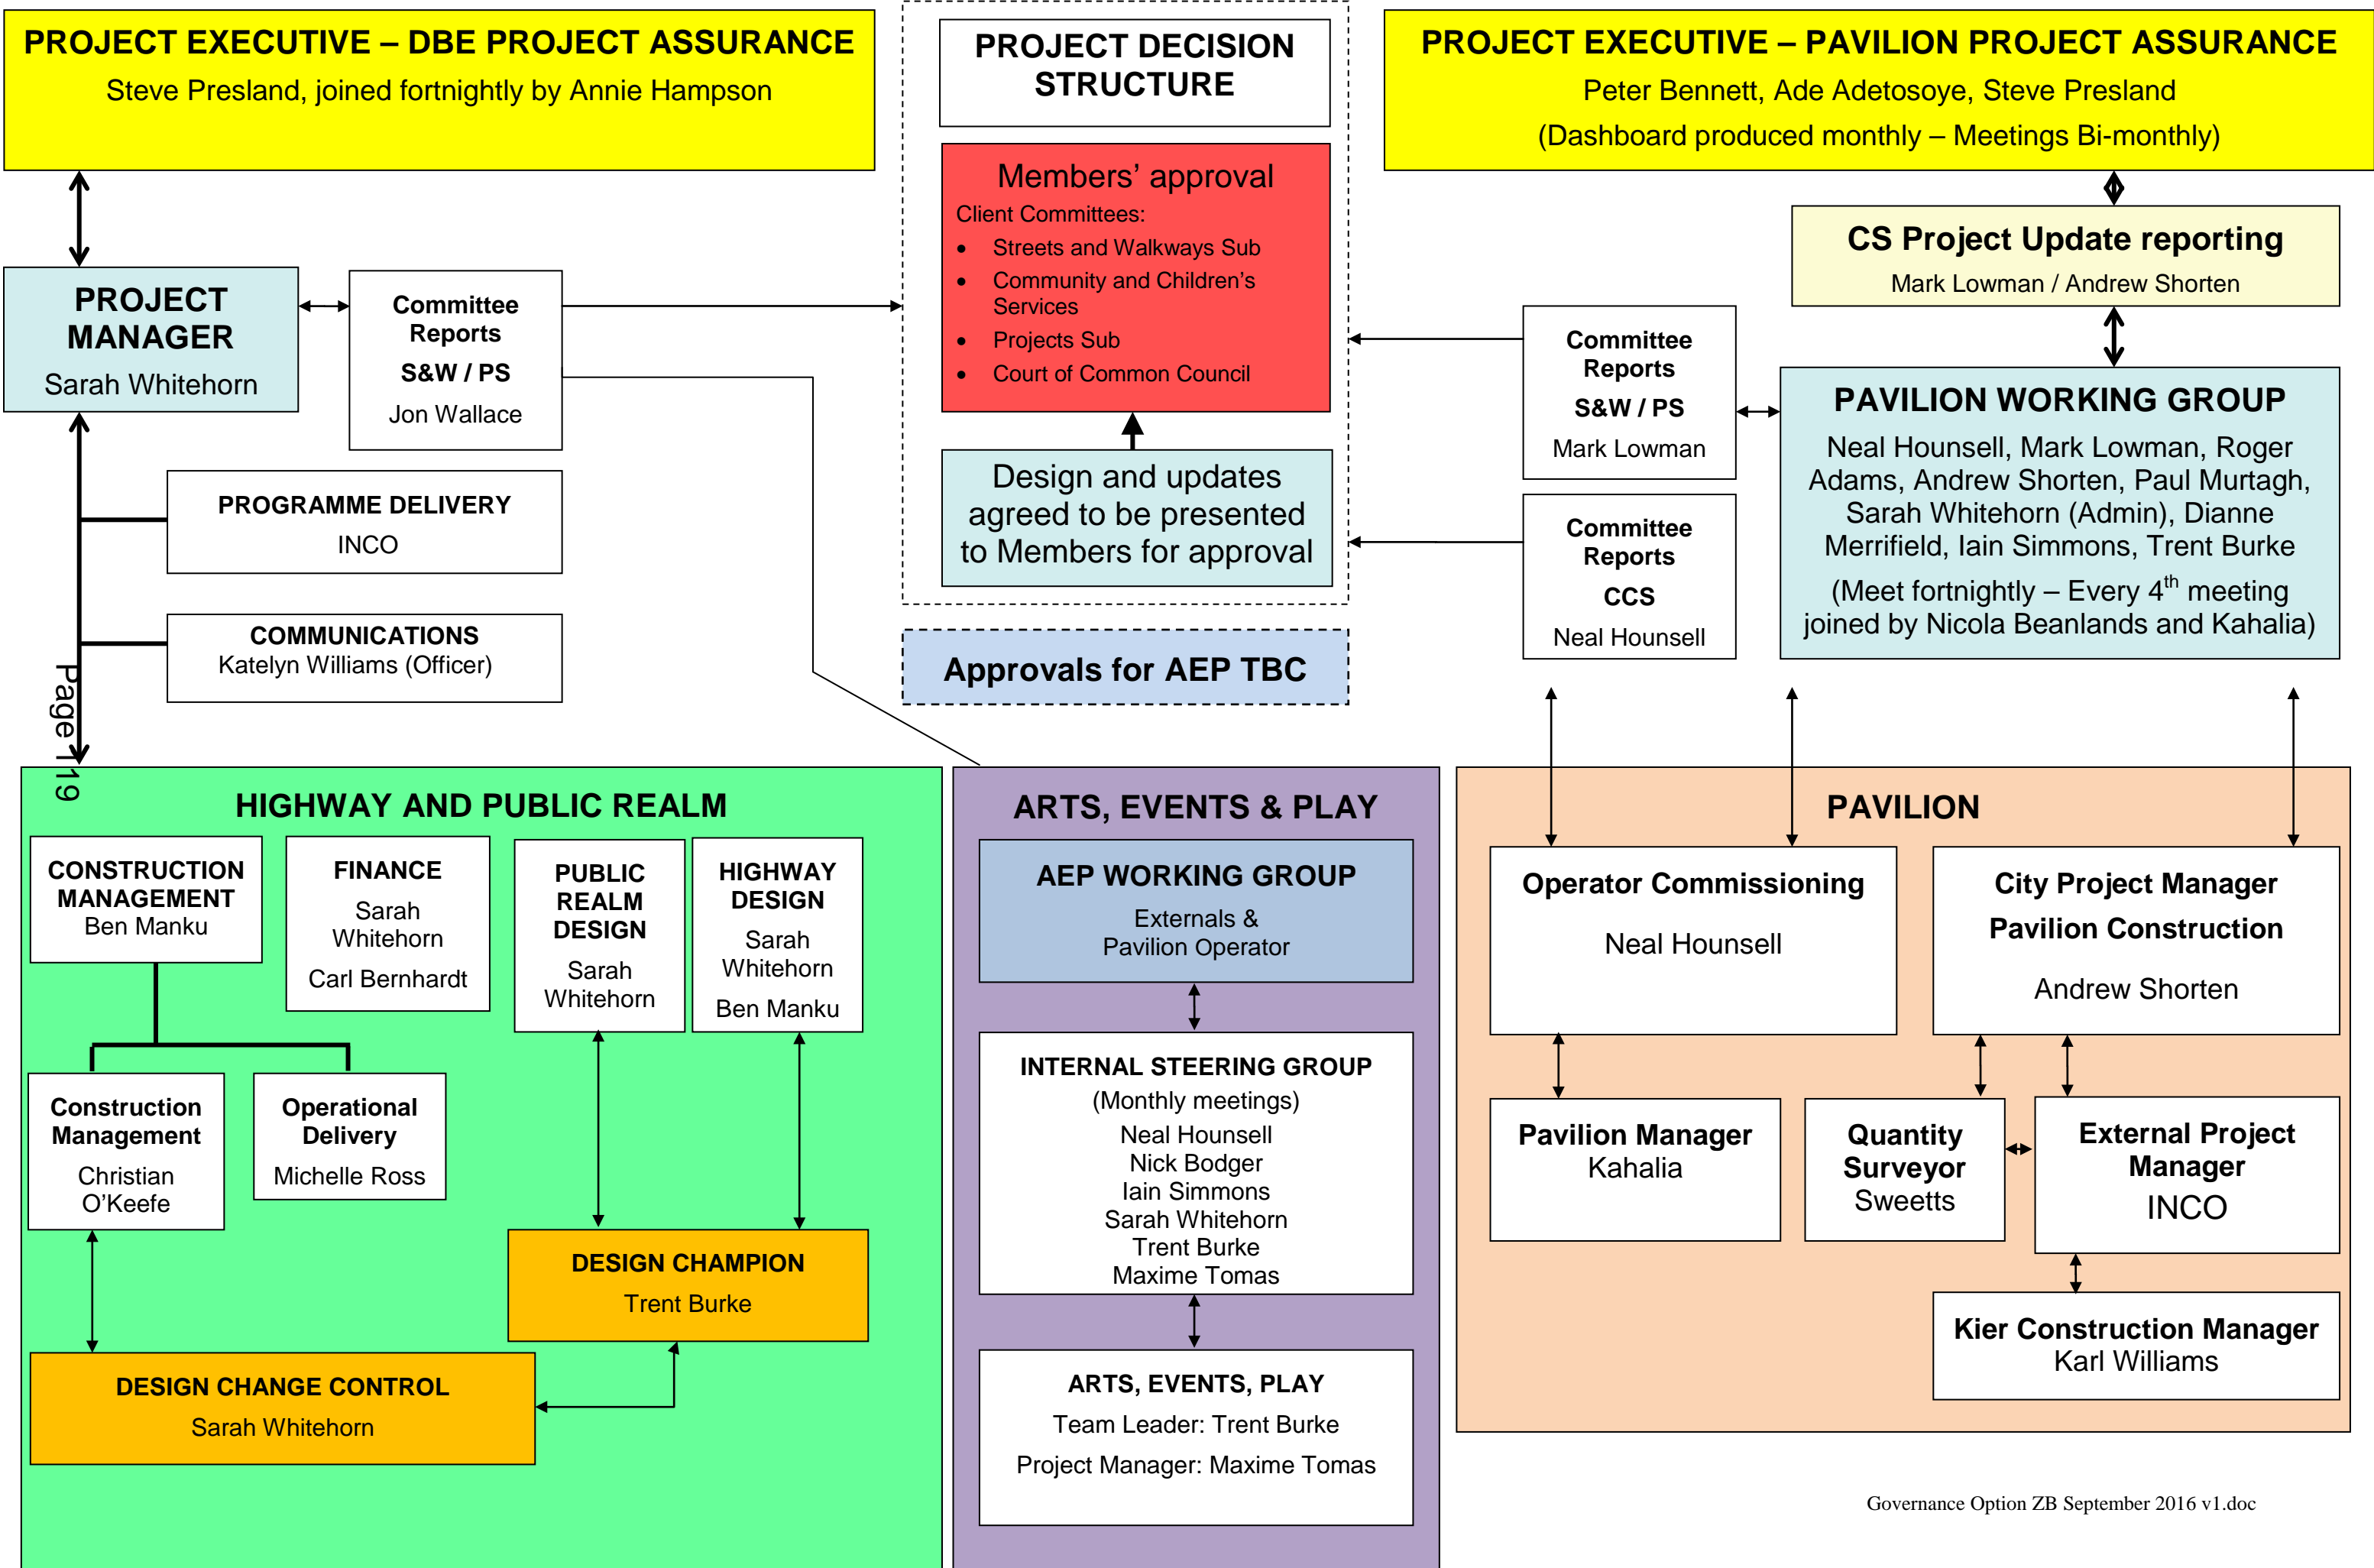 PROJECT EXECUTIVE – DBE PROJECT ASSURANCE
Steve Presland, joined fortnightly by Annie Hampson
PROJECT DECISION
STRUCTURE
PROJECT EXECUTIVE – PAVILION PROJECT ASSURANCE
Peter Bennett, Ade Adetosoye, Steve Presland
(Dashboard produced monthly – Meetings Bi-monthly)
Members’ approval
Client Committees:
• Streets and Walkways Sub
• Community and Children’s
Services
• Projects Sub
• Court of Common Council
CS Project Update reporting
Mark Lowman / Andrew Shorten
PROJECT
MANAGER
Sarah Whitehorn
Committee
Reports
S&W / PS
Jon Wallace
Committee
Reports
S&W / PS
Mark Lowman
PAVILION WORKING GROUP
Neal Hounsell, Mark Lowman, Roger
Adams, Andrew Shorten, Paul Murtagh,
Sarah Whitehorn (Admin), Dianne
Merrifield, Iain Simmons, Trent Burke
(Meet fortnightly – Every 4th meeting
joined by Nicola Beanlands and Kahalia)
Design and updates
agreed to be presented
to Members for approval
PROGRAMME DELIVERY
INCO
Committee
Reports
CCS
Neal Hounsell
COMMUNICATIONS
Katelyn Williams (Officer)
Approvals for AEP TBC
Page 119
HIGHWAY AND PUBLIC REALM
CONSTRUCTION
MANAGEMENT
Ben Manku
FINANCE
Sarah
Whitehorn
Carl Bernhardt
PUBLIC
REALM
DESIGN
Sarah
Whitehorn
HIGHWAY
DESIGN
Sarah
Whitehorn
Ben Manku
Construction
Management
Christian
O’Keefe
Operational
Delivery
Michelle Ross
DESIGN CHAMPION
Trent Burke
DESIGN CHANGE CONTROL
Sarah Whitehorn
ARTS, EVENTS & PLAY
AEP WORKING GROUP
Externals &
Pavilion Operator
INTERNAL STEERING GROUP
(Monthly meetings)
Neal Hounsell
Nick Bodger
Iain Simmons
Sarah Whitehorn
Trent Burke
Maxime Tomas
ARTS, EVENTS, PLAY
Team Leader: Trent Burke
Project Manager: Maxime Tomas
PAVILION
Operator Commissioning
Neal Hounsell
City Project Manager
Pavilion Construction
Andrew Shorten
Pavilion Manager
Kahalia
Quantity
Surveyor
Sweetts
External Project
Manager
INCO
Kier Construction Manager
Karl Williams
Governance Option ZB September 2016 v1.doc